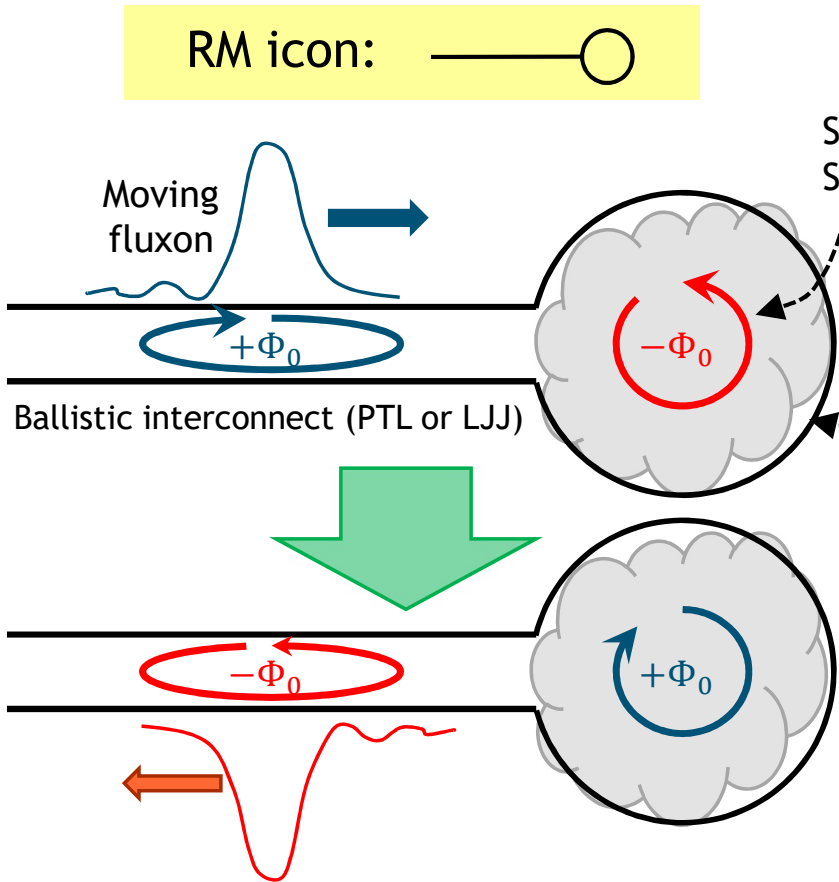 RM icon:
S
S
Moving
fluxon
+Φ₀
−Φ₀
Ballistic interconnect (PTL or LJJ)
−Φ₀
+Φ₀